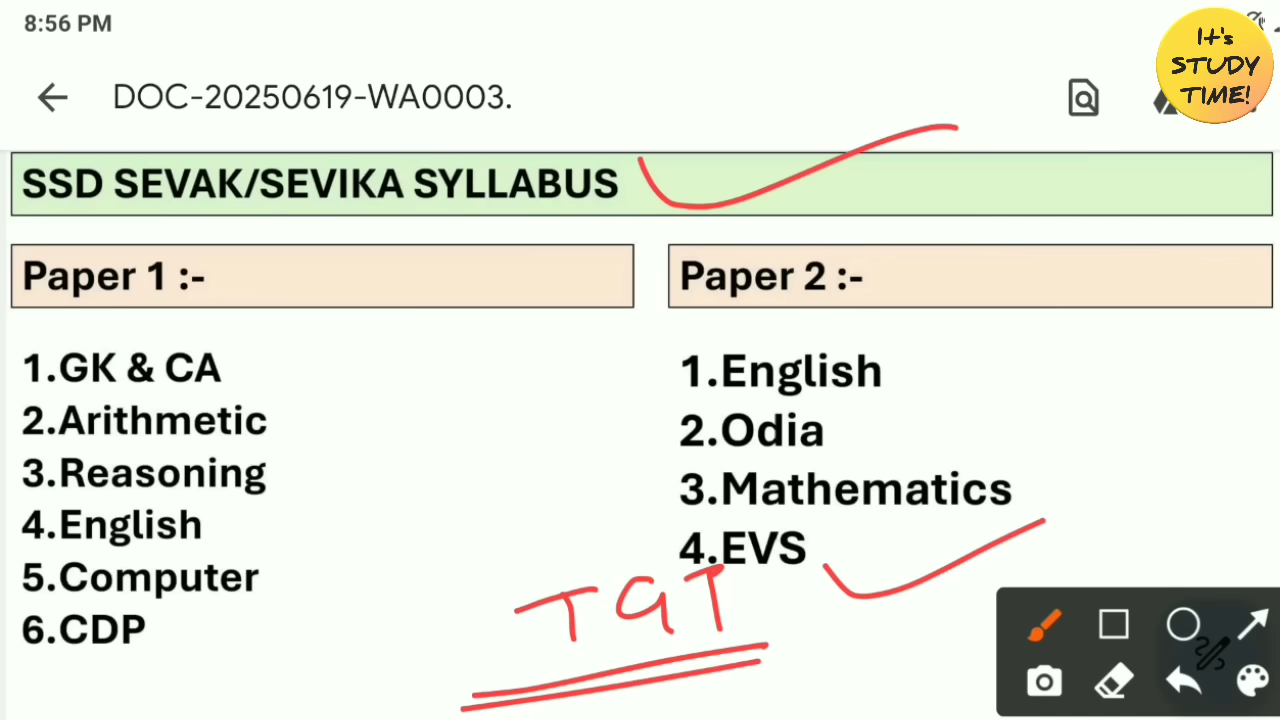 8:56 PM
It's
STUDY
TIME!
DOC-20250619-WA0003.
SSD SEVAK/SEVIKA SYLLABUS
Paper 1 :-
1.GK & CA
2.Arithmetic
3.Reasoning
4.English
5.Computer
6.CDP
Paper 2 :-
1.English
2.Odia
3.Mathematics
4.EVS
TGT